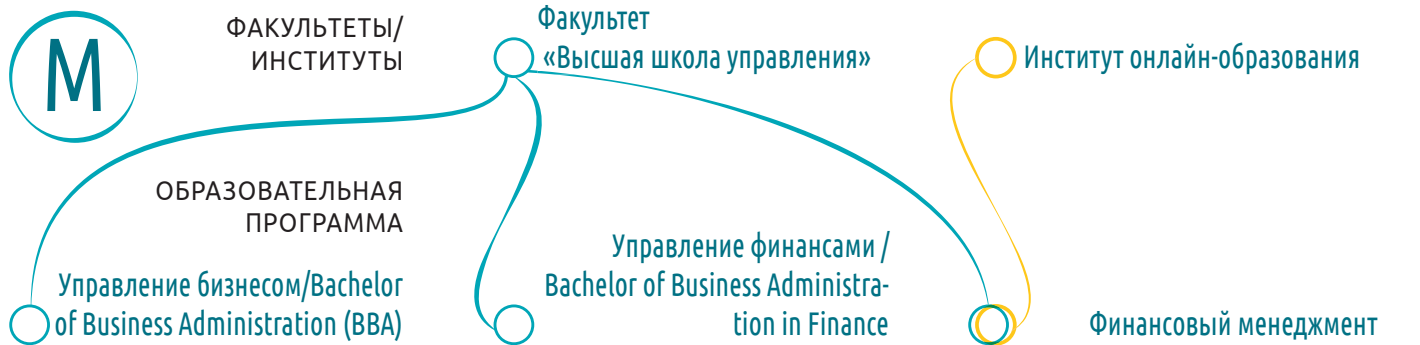 М
ФАКУЛЬТЕТЫ/
ИНСТИТУТЫ
Факультет
«Высшая школа управления»
Институт онлайн-образования
ОБРАЗОВАТЕЛЬНАЯ
ПРОГРАММА
Управление бизнесом/Bachelor
of Business Administration (BBA)
Управление финансами /
Bachelor of Business Administra-
tion in Finance
Финансовый менеджмент